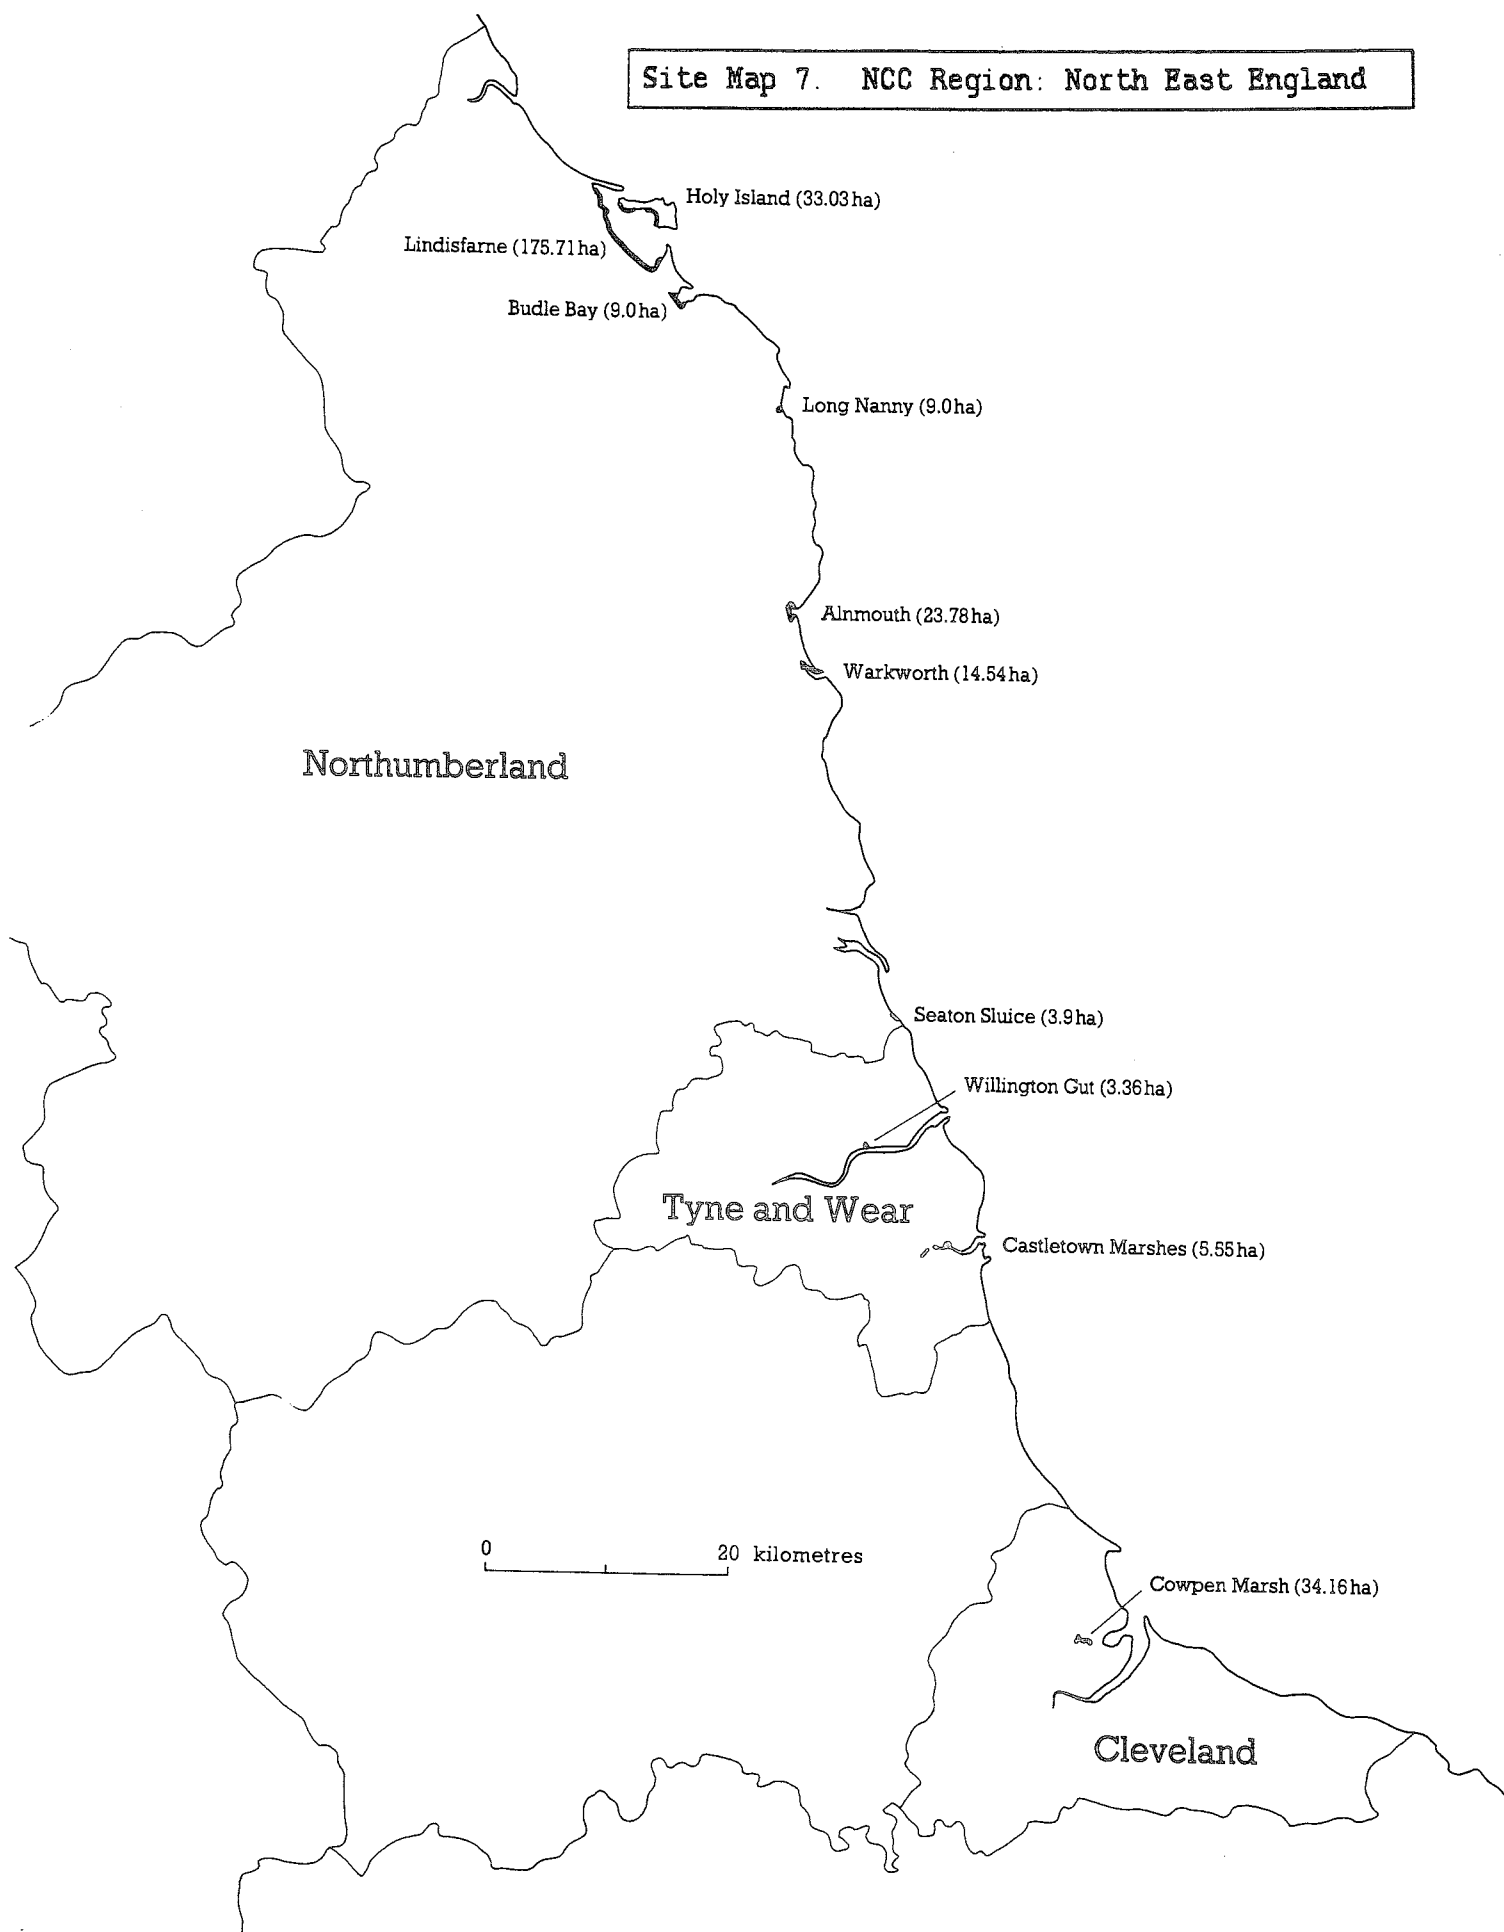 Site Map 7. NCC Region: North East England
Holy Island (33.03 ha)
Lindisfarne (175.71 ha)
Budle Bay (9.0 ha)
Long Nanny (9.0 ha)
Alnmouth (23.78 ha)
Warkworth (14.54 ha)
Northumberland
Seaton Sluice (3.9 ha)
Willington Gut (3.36 ha)
Tyne and Wear
Castletown Marshes (5.55 ha)
0 20 kilometres
Cowpen Marsh (34.16 ha)
Cleveland